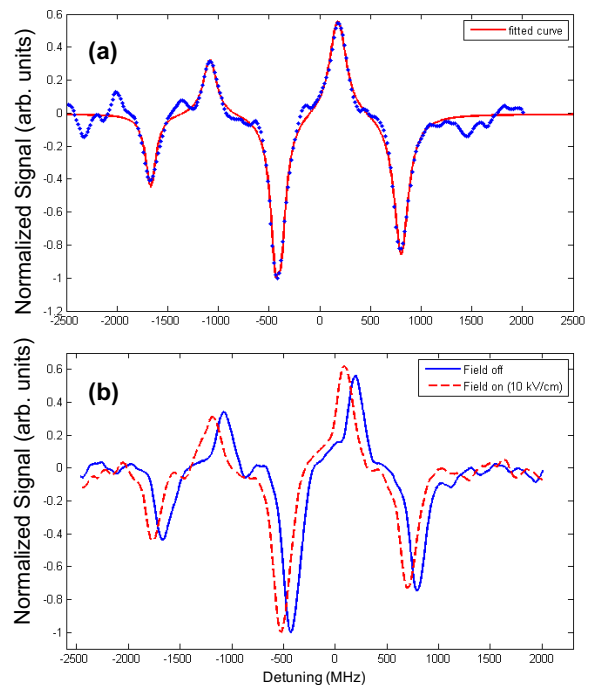 (a)
fitted curve
Normalized Signal (arb. units)
0.6
0.4
0.2
0
-0.2
-0.4
-0.6
-0.8
-1
-1.2
-2500 -2000 -1500 -1000 -500 0 500 1000 1500 2000 2500
(b)
Field off
Field on (10 kV/cm)
Normalized Signal (arb. units)
0.6
0.4
0.2
0
-0.2
-0.4
-0.6
-0.8
-1
-2500 -2000 -1500 -1000 -500 0 500 1000 1500 2000
Detuning (MHz)